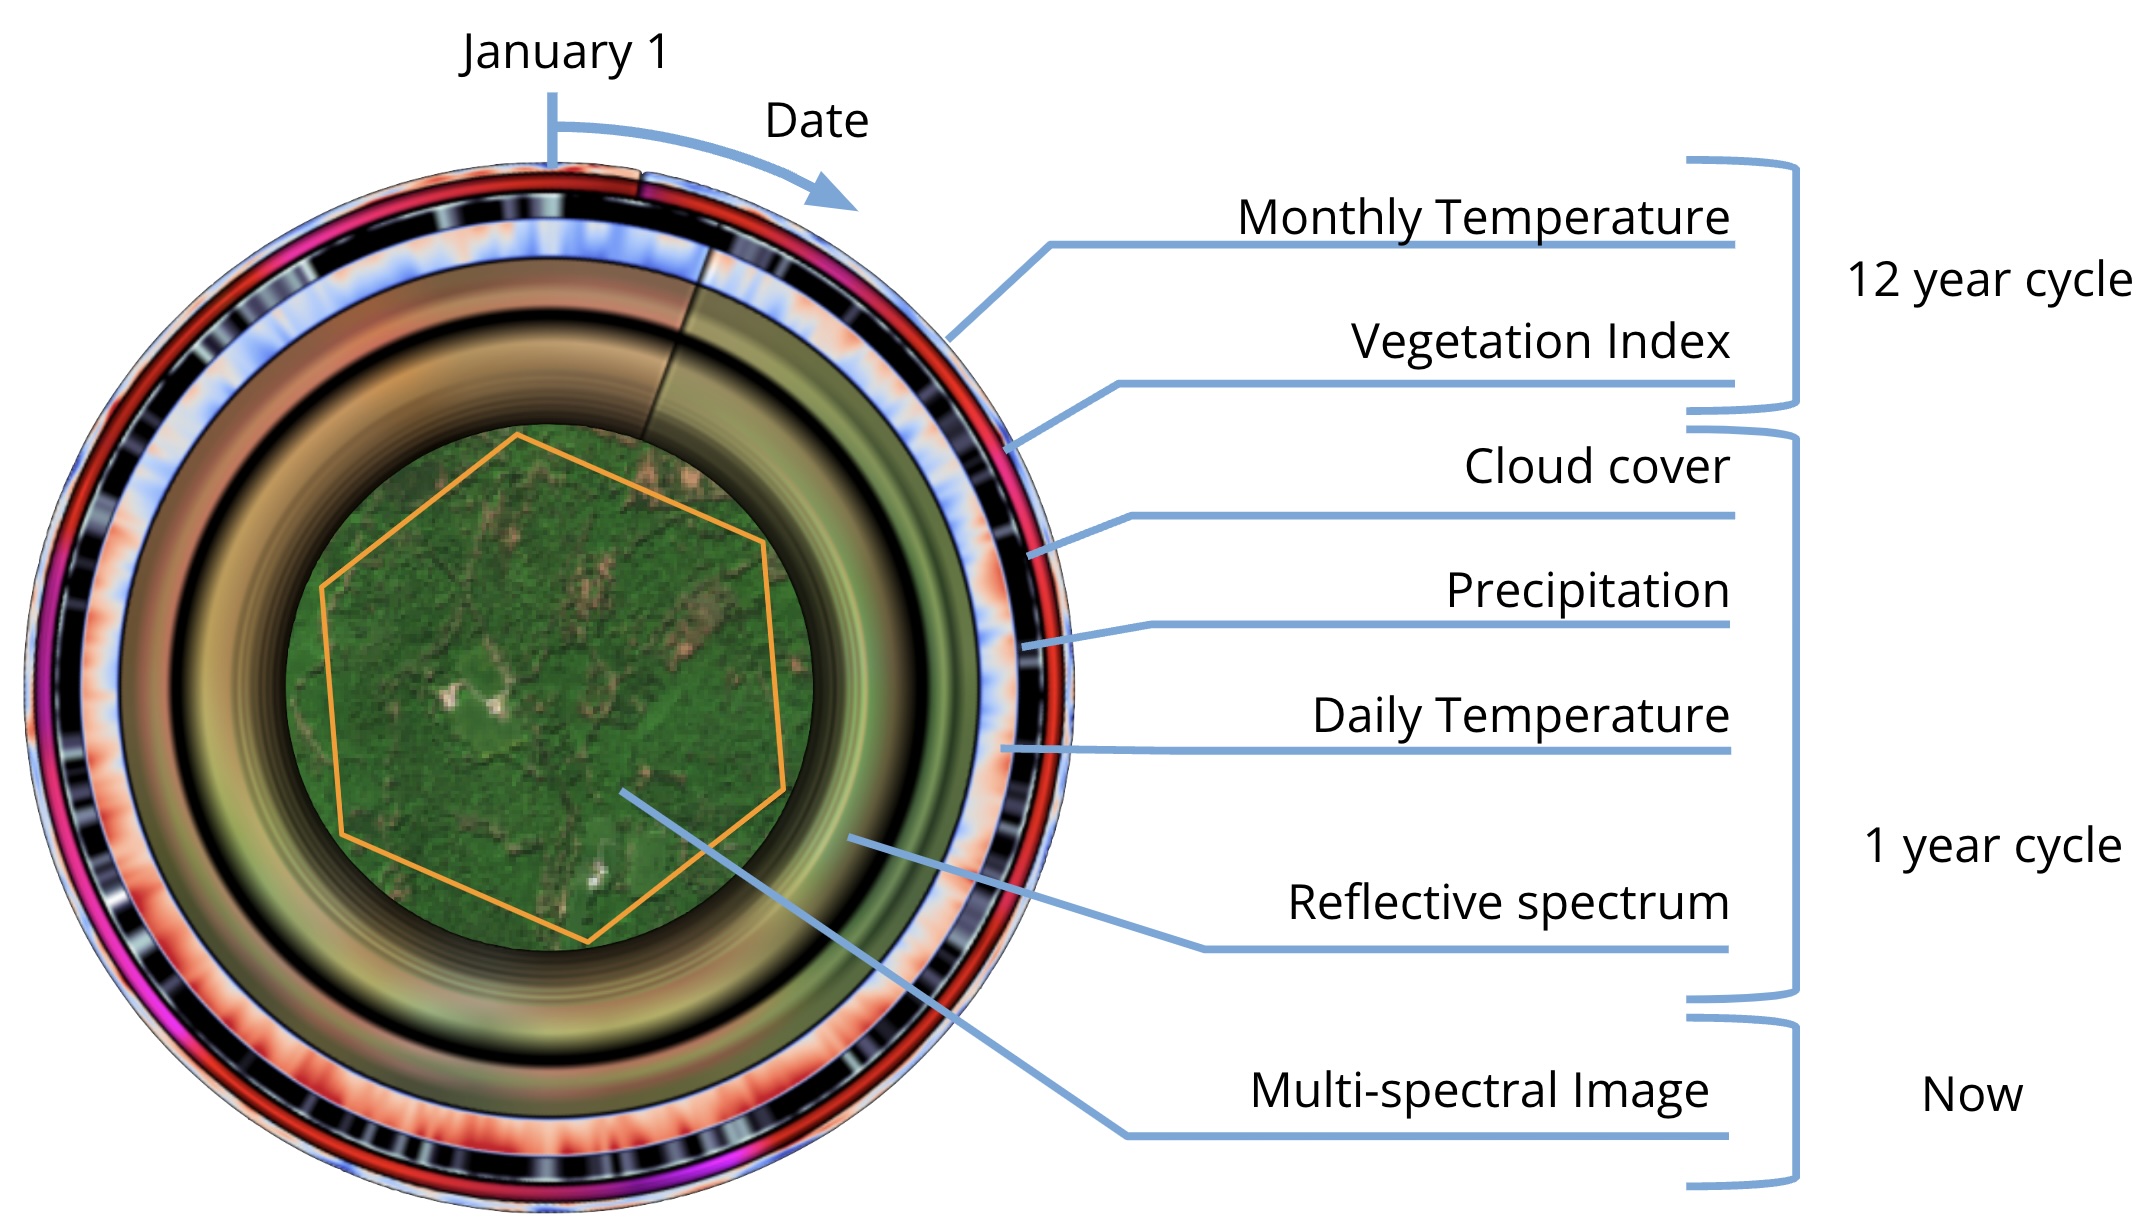 January 1
Date
Monthly Temperature
12 year cycle
Vegetation Index
Cloud cover
Precipitation
Daily Temperature
1 year cycle
Reflective spectrum
Multi-spectral Image
Now